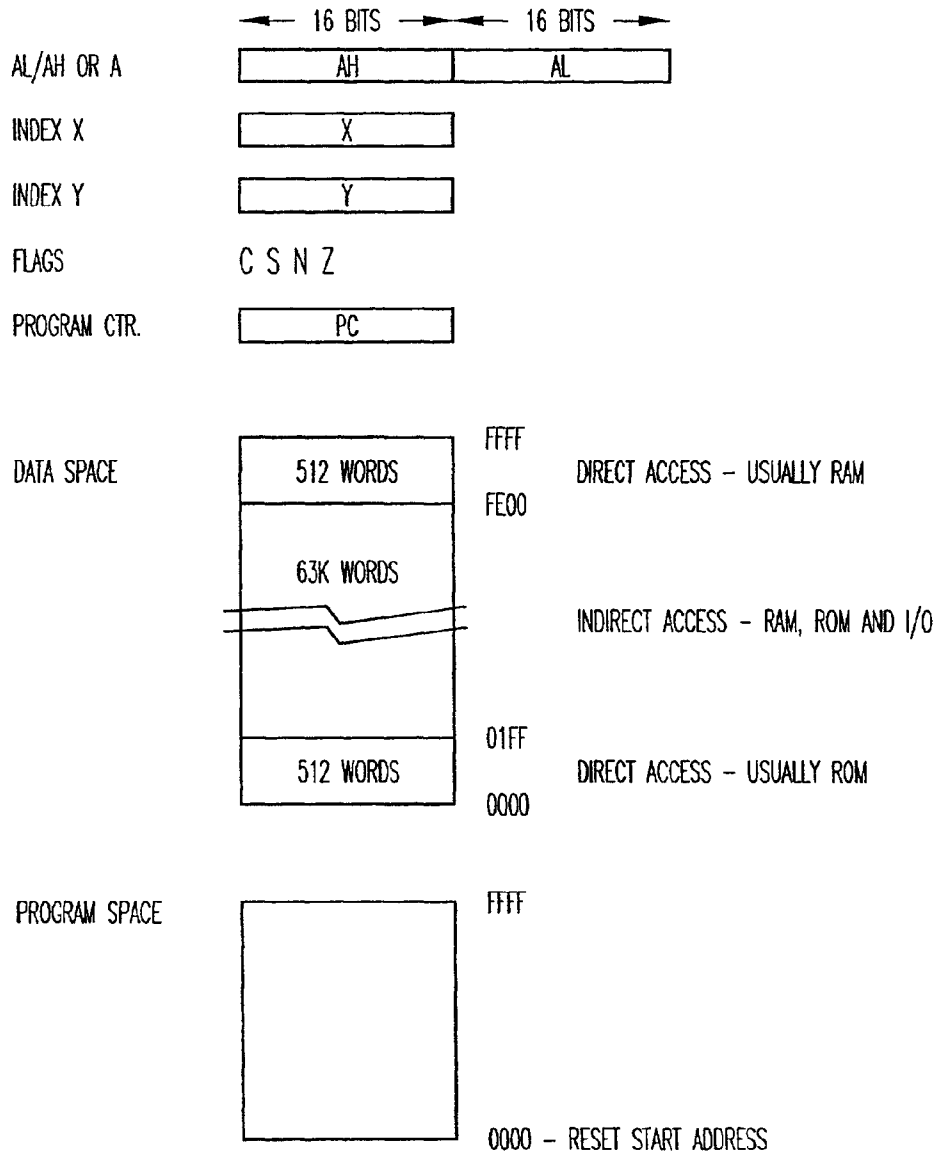 16 BITS 16 BITS
AL/AH OR A AH AL
INDEX X X
INDEX Y Y
FLAGS C S N Z
PROGRAM CTR. PC
FFFF
DATA SPACE 512 WORDS DIRECT ACCESS - USUALLY RAM
FE00
63K WORDS
INDIRECT ACCESS - RAM, ROM AND I/O
01FF
512 WORDS DIRECT ACCESS - USUALLY ROM
0000
PROGRAM SPACE FFFF
0000 - RESET START ADDRESS